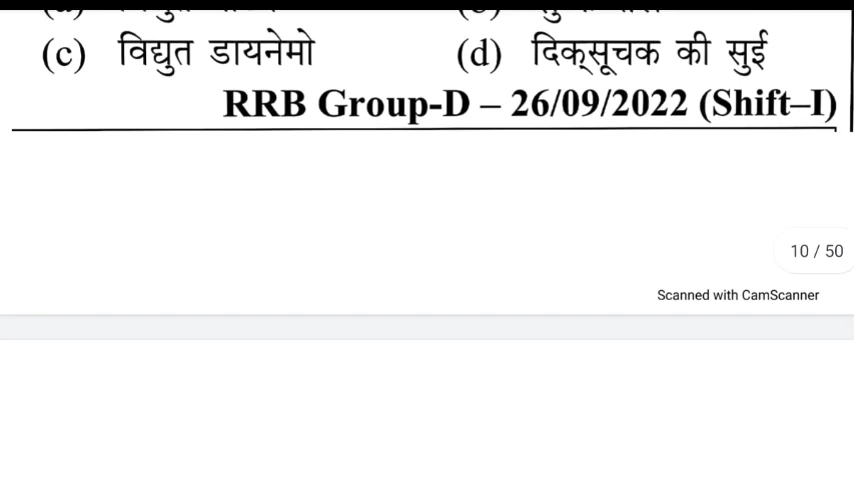 (c) विद्युत डायनेमो (d) दिक्सूचक की सुई
RRB Group-D – 26/09/2022 (Shift–I)
10 / 50
Scanned with CamScanner